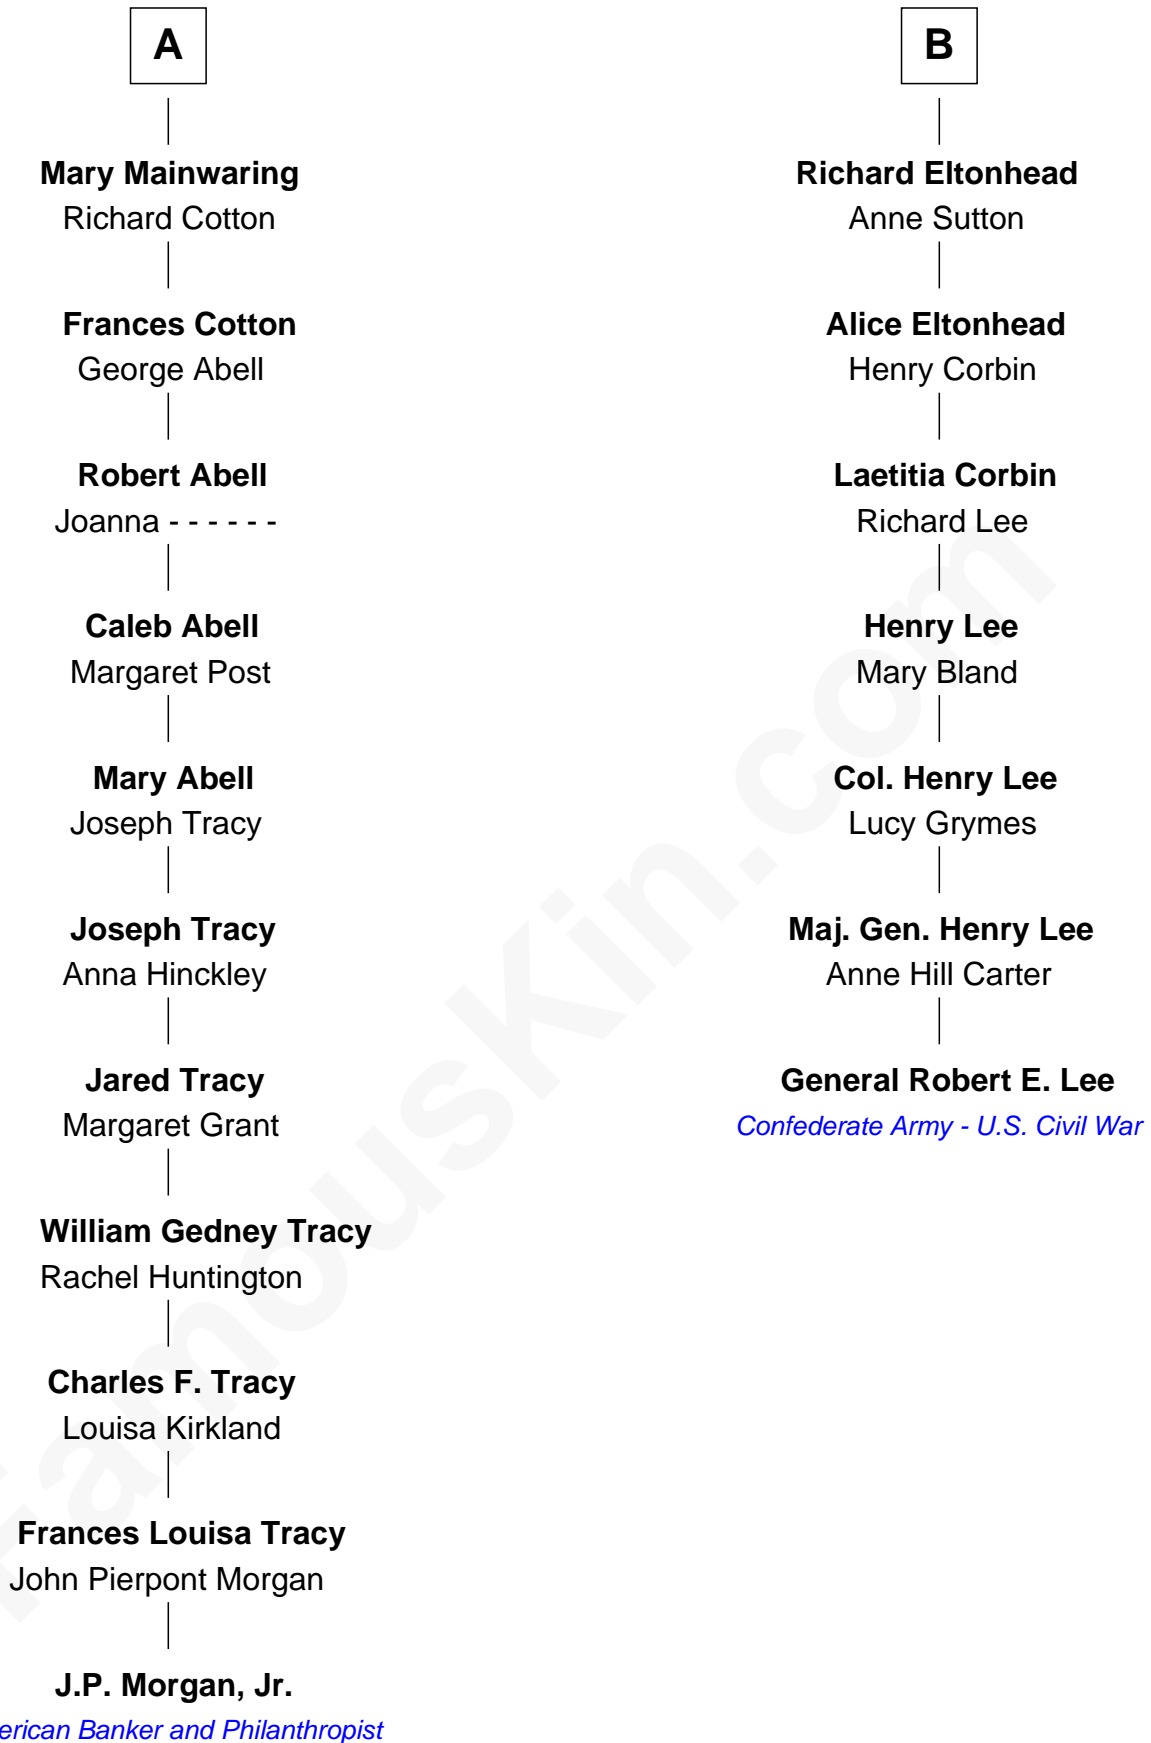 A
Mary Mainwaring
Richard Cotton
Frances Cotton
George Abell
Robert Abell
Joanna - - - - - -
Caleb Abell
Margaret Post
Mary Abell
Joseph Tracy
Joseph Tracy
Anna Hinckley
Jared Tracy
Margaret Grant
William Gedney Tracy
Rachel Huntington
Charles F. Tracy
Louisa Kirkland
Frances Louisa Tracy
John Pierpont Morgan
J.P. Morgan, Jr.
erican Banker and Philanthropist
B
Richard Eltonhead
Anne Sutton
Alice Eltonhead
Henry Corbin
Laetitia Corbin
Richard Lee
Henry Lee
Mary Bland
Col. Henry Lee
Lucy Grymes
Maj. Gen. Henry Lee
Anne Hill Carter
General Robert E. Lee
Confederate Army - U.S. Civil War
FamousKin.com